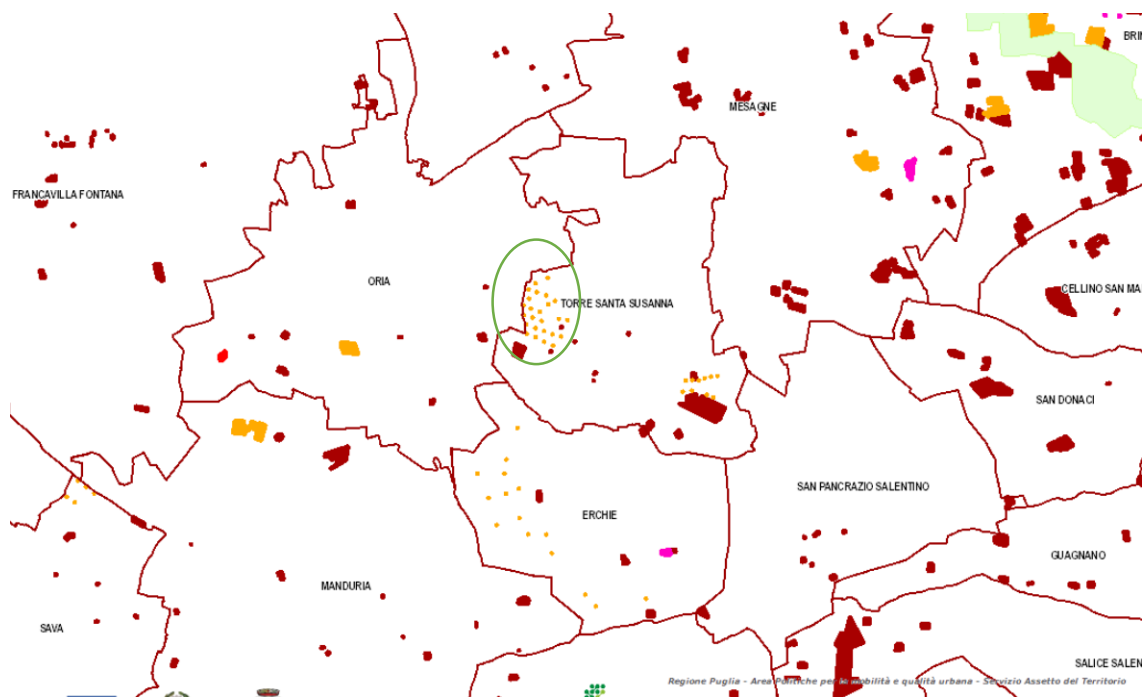 BRIN
MESAGNE
FRANCAVILLA FONTANA
ORIA
CELLINO SAN MA
TORRE SANTA SUSANNA
SAN DONACI
SAN PANCRAZIO SALENTINO
ERCHIE
GUAGNANO
MANDURIA
SAVA
SALICE SALEN
Regione Puglia - Area Politiche per la mobilità e qualità urbana - Servizio Assetto del Territorio